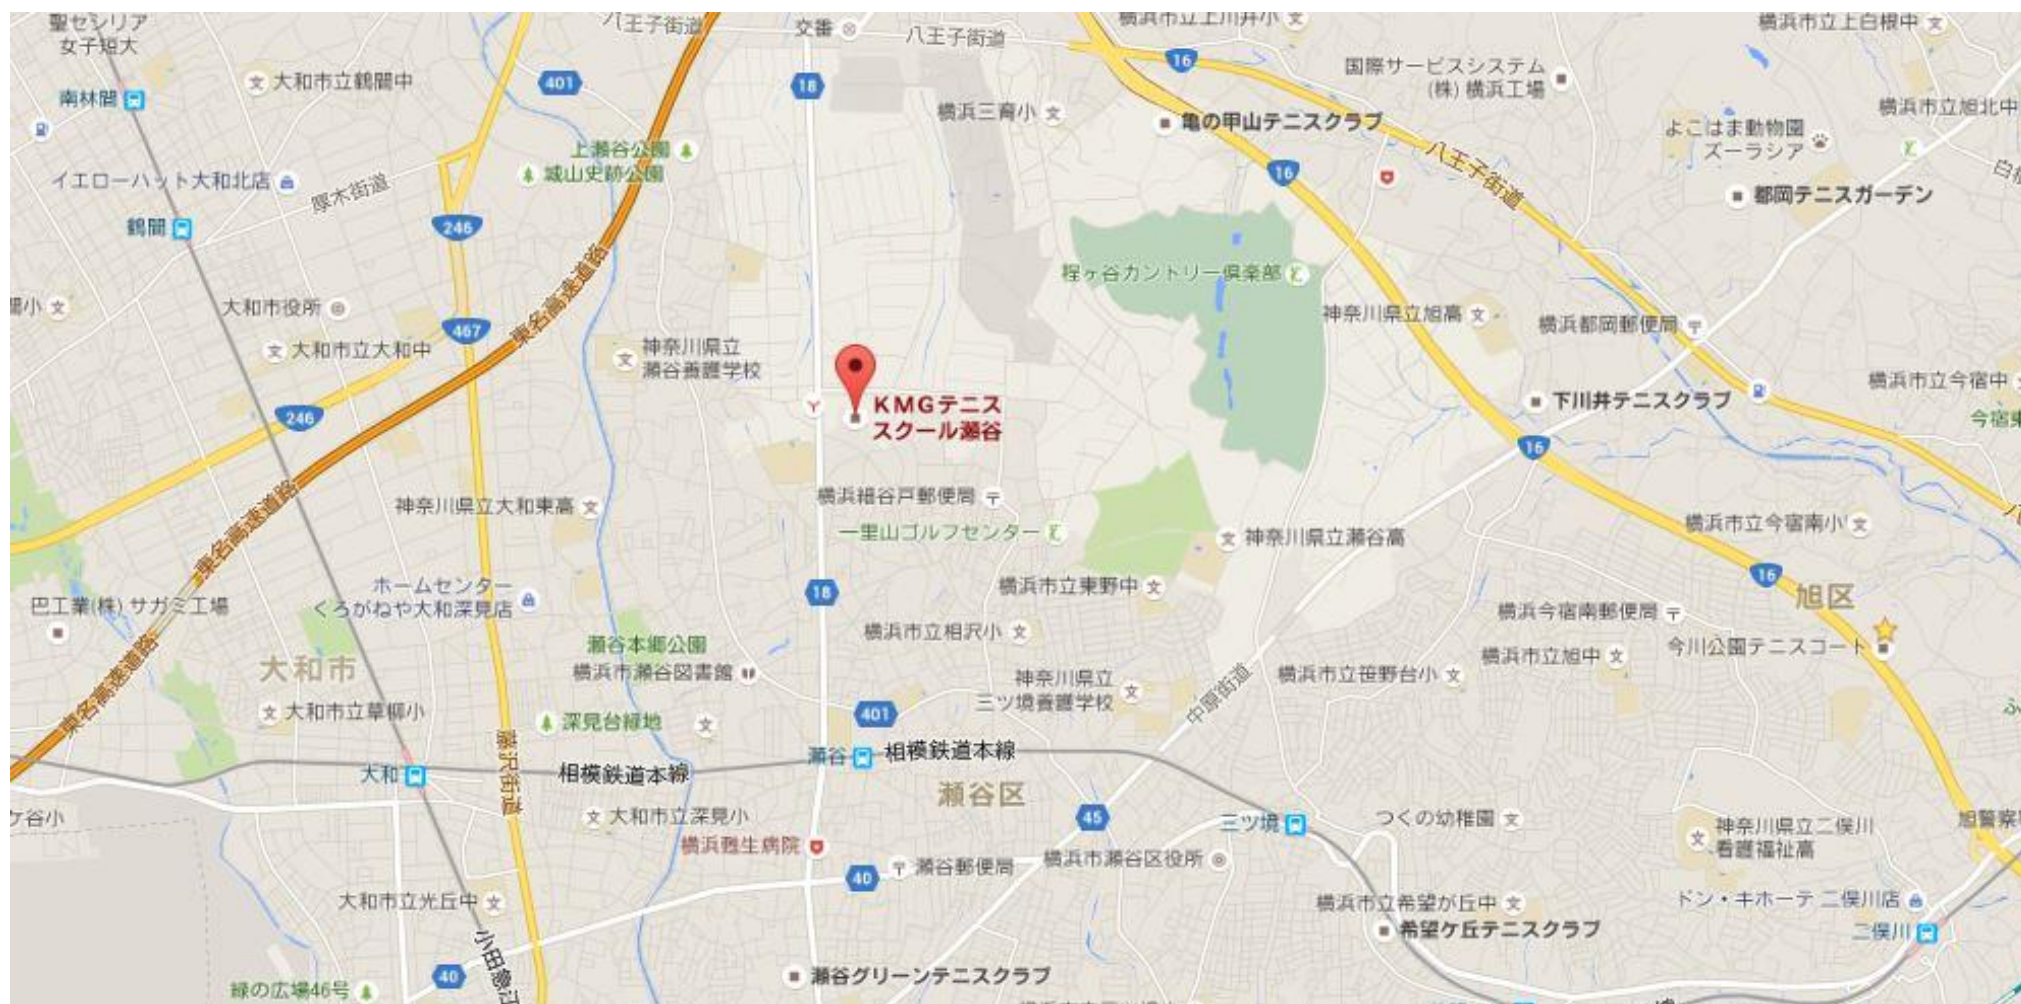 聖セシリア
女子短大
八王子街道
交番
八王子街道
横浜市立上川井小
16
横浜市立上白根中
南林間
大和市立鶴間中
401
18
横浜三育小
亀の甲山テニスクラブ
国際サービスシステム
(株) 横浜工場
横浜市立旭北中
よこはま動物園
ズーラシア
上瀬谷公園
城山史跡公園
イエローハット大和北店
厚木街道
16
八王子街道
都岡テニスガーデン
鶴間
246
東名高速道路
程ヶ谷カントリー倶楽部
大和市役所
467
大和市立大和中
神奈川県立
瀬谷養護学校
神奈川県立旭高
横浜都岡郵便局
KMGテニス
スクール瀬谷
下川井テニスクラブ
横浜市立今宿中
246
16
東名高速道路
神奈川県立大和東高
横浜細谷戸郵便局
一里山ゴルフセンター
神奈川県立瀬谷高
横浜市立今宿南小
ホームセンター
くろがねや大和深見店
18
横浜市立東野中
16
旭区
巴工業(株) サガミ工場
横浜市立相沢小
横浜今宿南郵便局
今川公園テニスコート
東名高速道路
大和市
瀬谷本郷公園
横浜市瀬谷図書館
神奈川県立
三ツ境養護学校
中原街道
横浜市立笹野台小
横浜市立旭中
大和市立草柳小
深見台緑地
401
藤沢街道
大和
相模鉄道本線
瀬谷
相模鉄道本線
瀬谷区
ケ谷小
大和市立深見小
横浜甦生病院
45
三ツ境
つくの幼稚園
神奈川県立二俣川
看護福祉高
旭警察
40
瀬谷郵便局
横浜市瀬谷区役所
大和市立光丘中
横浜市立希望が丘中
希望ケ丘テニスクラブ
ドン・キホーテ 二俣川店
二俣川
小田急江
40
緑の広場46号
瀬谷グリーンテニスクラブ